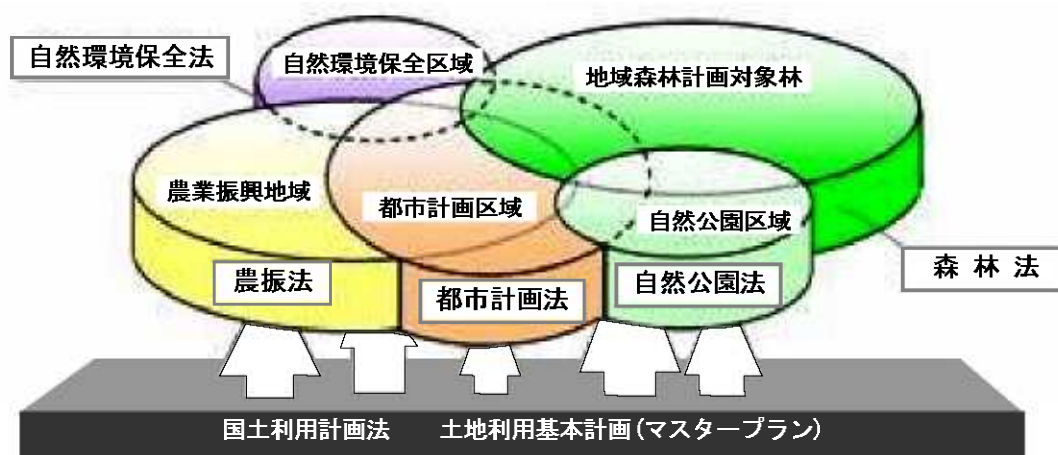 自然環境保全法
自然環境保全区域
地域森林計画対象林
農業振興地域
都市計画区域
自然公園区域
農振法
都市計画法
自然公園法
森林法
国土利用計画法　土地利用基本計画(マスタープラン)